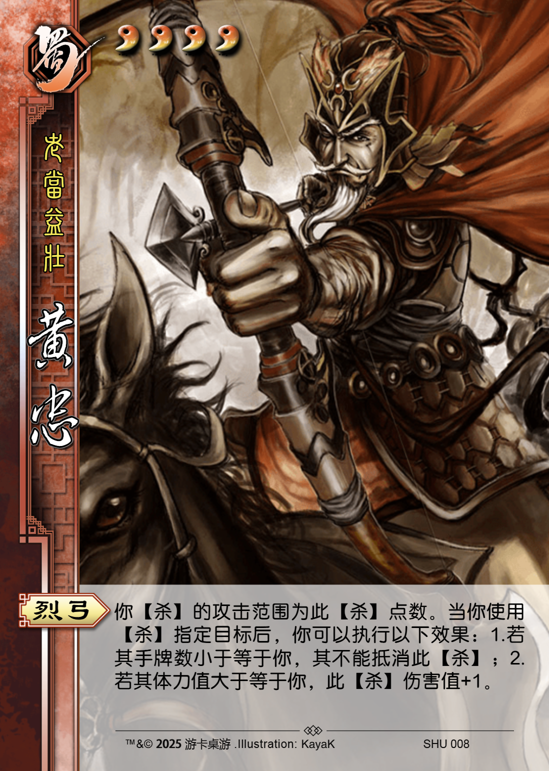 蜀
老當益壯
黃忠
烈弓
你【杀】的攻击范围为此【杀】点数。当你使用
【杀】指定目标后，你可以执行以下效果：1.若
其手牌数小于等于你，其不能抵消此【杀】；2.
若其体力值大于等于你，此【杀】伤害值+1。
™&© 2025 游卡桌游 .Illustration: KayaK
SHU 008